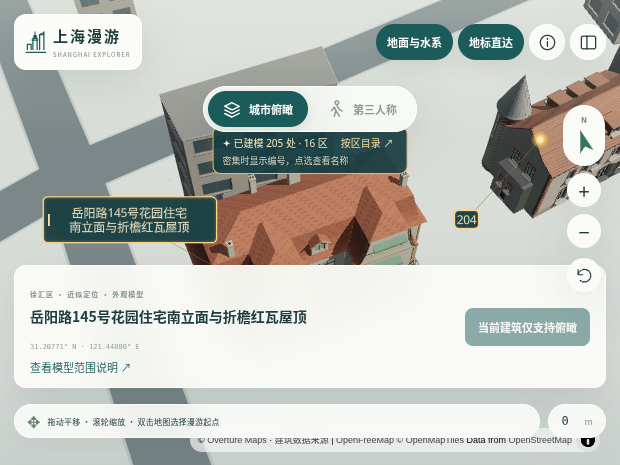 上海漫游
SHANGHAI EXPLORER
地面与水系
地标直达
城市俯瞰
第三人称
N
✦ 已建模 205 处 · 16 区 按区目录 ↗
密集时显示编号，点选查看名称
岳阳路145号花园住宅
南立面与折檐红瓦屋顶
204
+
−
徐汇区 · 近似定位 · 外观模型
岳阳路145号花园住宅南立面与折檐红瓦屋顶
当前建筑仅支持俯瞰
31.20771° N · 121.44800° E
查看模型范围说明 ↗
拖动平移 · 滚轮缩放 · 双击地图选择漫游起点
0 m
© Overture Maps · 建筑数据来源 | OpenFreeMap © OpenMapTiles Data from OpenStreetMap